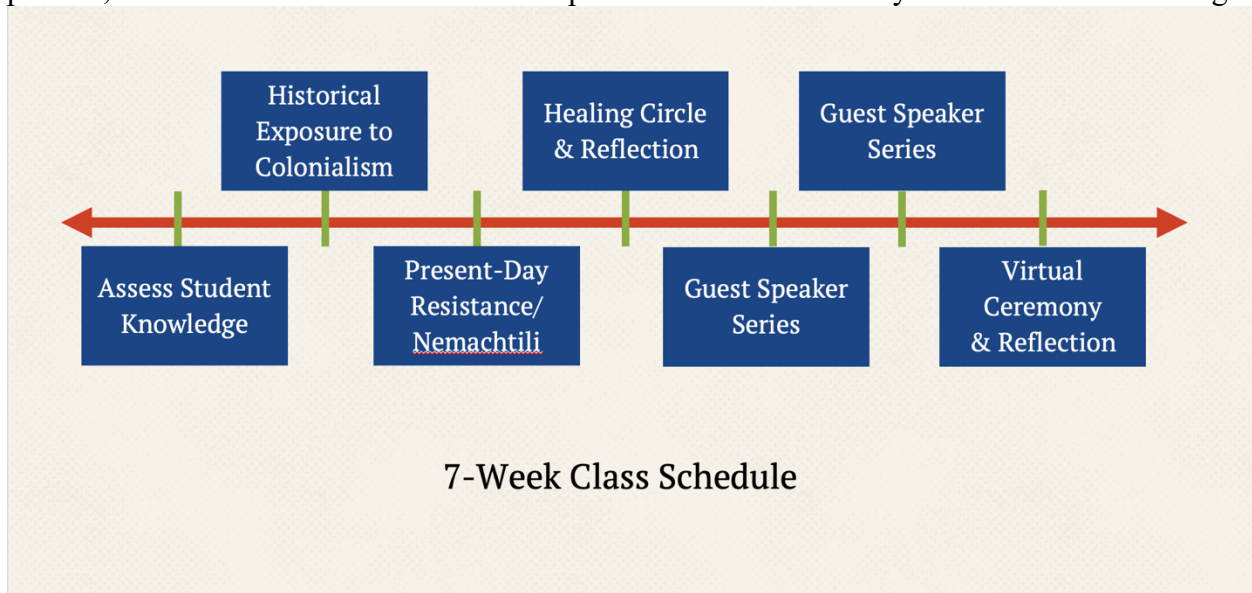 Assess Student
Knowledge
Historical
Exposure to
Colonialism
Present-Day
Resistance/
Nemachtili
Healing Circle
& Reflection
Guest Speaker
Series
Guest Speaker
Series
Virtual
Ceremony
& Reflection
7-Week Class Schedule